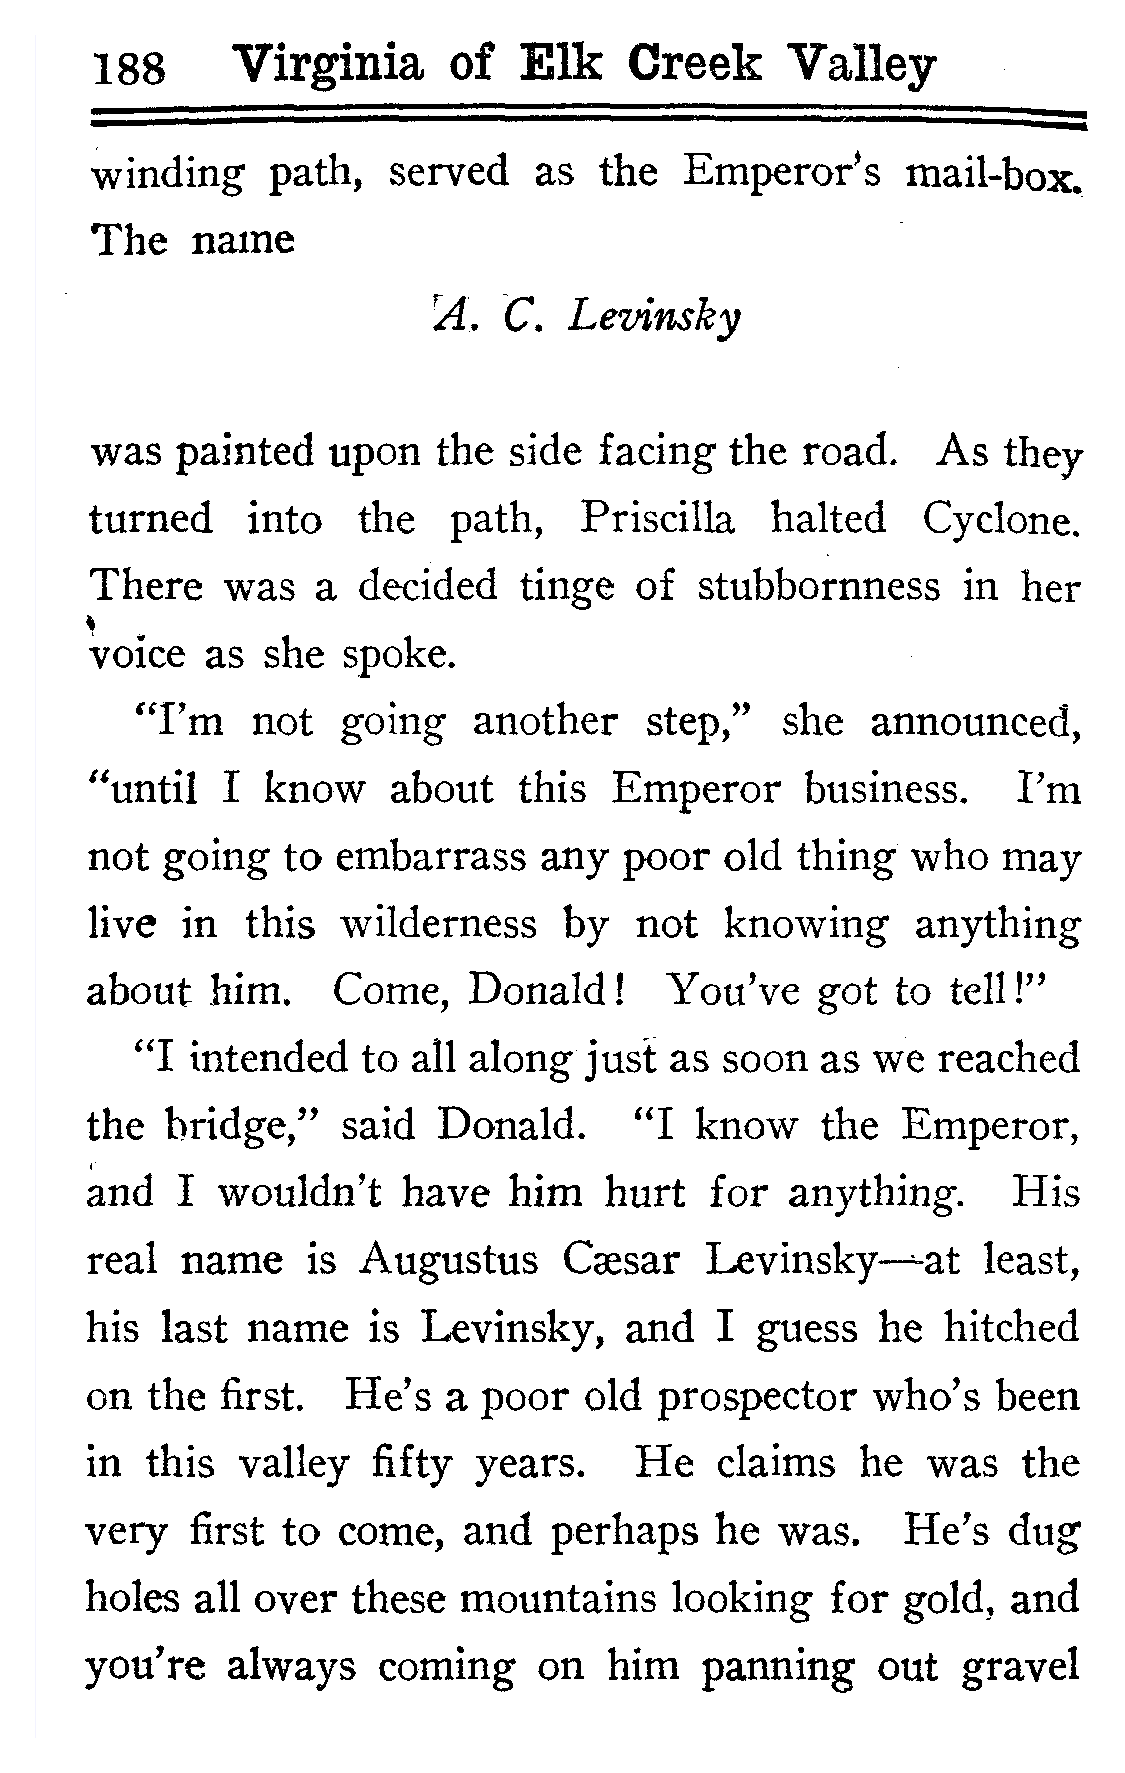 188 Virginia of Elk Creek Valley
winding path, served as the Emperor's mail-box.
The name
A. C. Levinsky
was painted upon the side facing the road. As they
turned into the path, Priscilla halted Cyclone.
There was a decided tinge of stubbornness in her
voice as she spoke.
“I’m not going another step,” she announced,
“until I know about this Emperor business. I’m
not going to embarrass any poor old thing who may
live in this wilderness by not knowing anything
about him. Come, Donald! You’ve got to tell!”
“I intended to all along just as soon as we reached
the bridge,” said Donald. “I know the Emperor,
and I wouldn’t have him hurt for anything. His
real name is Augustus Cæsar Levinsky—at least,
his last name is Levinsky, and I guess he hitched
on the first. He’s a poor old prospector who’s been
in this valley fifty years. He claims he was the
very first to come, and perhaps he was. He’s dug
holes all over these mountains looking for gold, and
you’re always coming on him panning out gravel